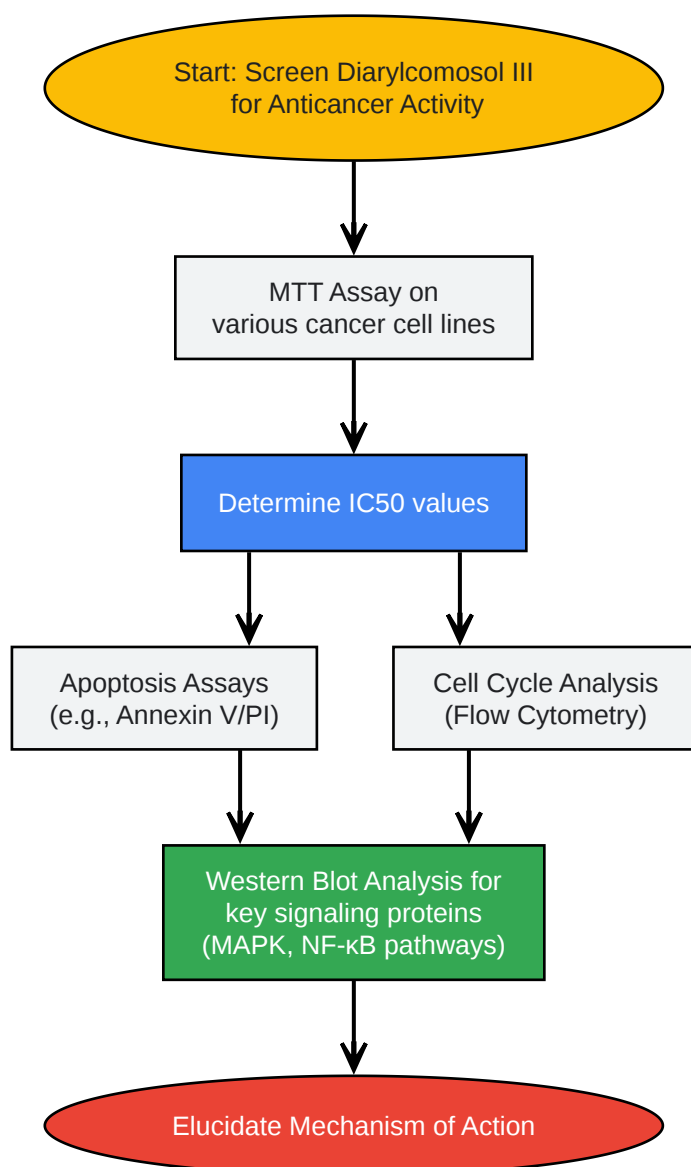 Start: Screen Diarylcomosol III
for Anticancer Activity
MTT Assay on
various cancer cell lines
Determine IC50 values
Apoptosis Assays
(e.g., Annexin V/PI)
Cell Cycle Analysis
(Flow Cytometry)
Western Blot Analysis for
key signaling proteins
(MAPK, NF-κB pathways)
Elucidate Mechanism of Action